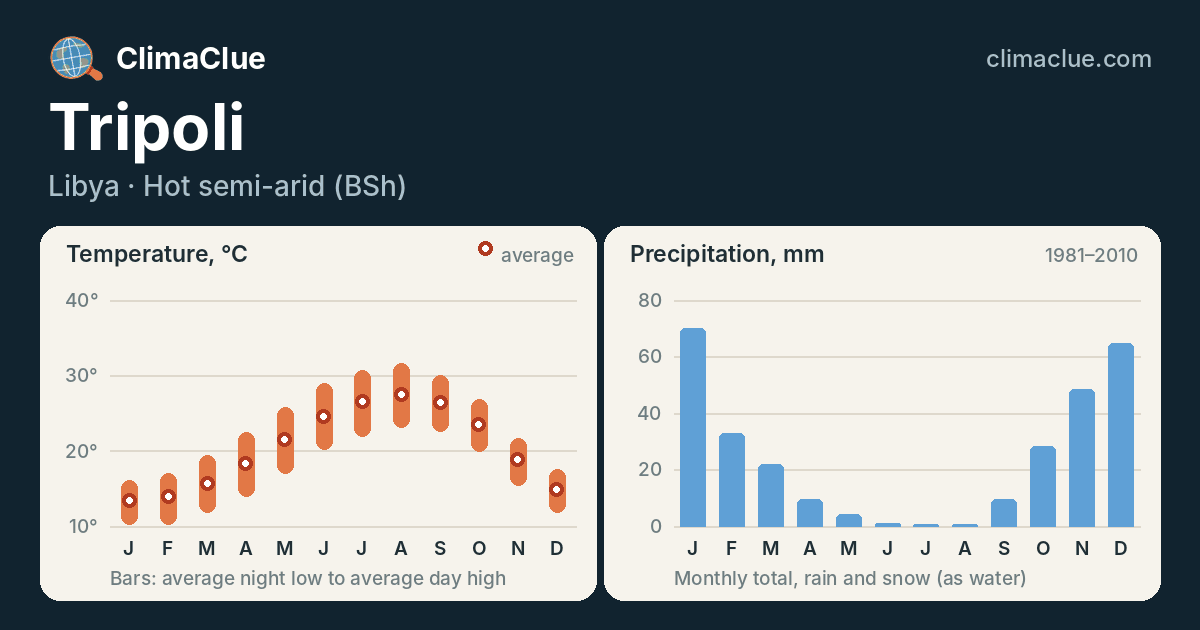 ClimaClue
climaclue.com
Tripoli
Libya · Hot semi-arid (BSh)
Temperature, °C
average
40°
30°
20°
10°
J F M A M J J A S O N D
Bars: average night low to average day high
Precipitation, mm
1981–2010
80
60
40
20
0
J F M A M J J A S O N D
Monthly total, rain and snow (as water)